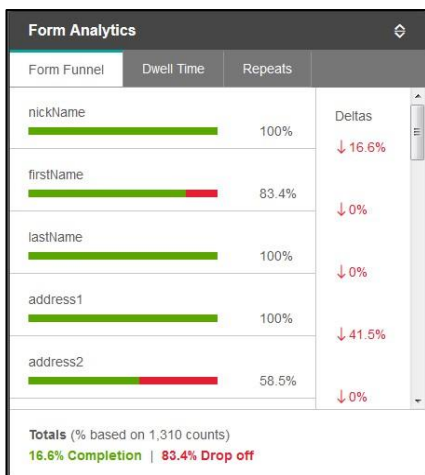 Form Analytics
Form Funnel Dwell Time Repeats
nickName
100%
Deltas
↓ 16.6%
firstName
83.4%
↓ 0%
lastName
100%
↓ 0%
address1
100%
↓ 41.5%
address2
58.5%
↓ 0%
Totals (% based on 1,310 counts)
16.6% Completion | 83.4% Drop off